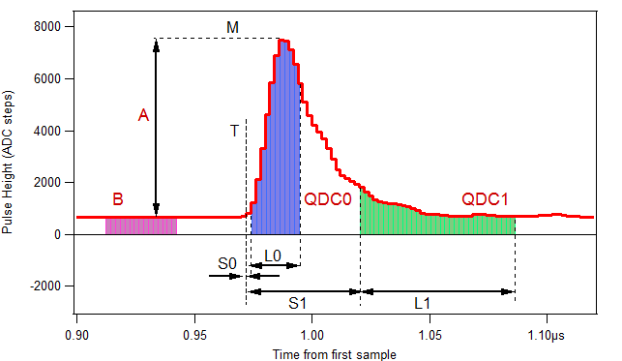 Pulse Height (ADC steps)
8000
6000
4000
2000
0
-2000
M
A
T
B
QDC0
QDC1
S0
L0
S1
L1
0.90
0.95
1.00
1.05
1.10µs
Time from first sample